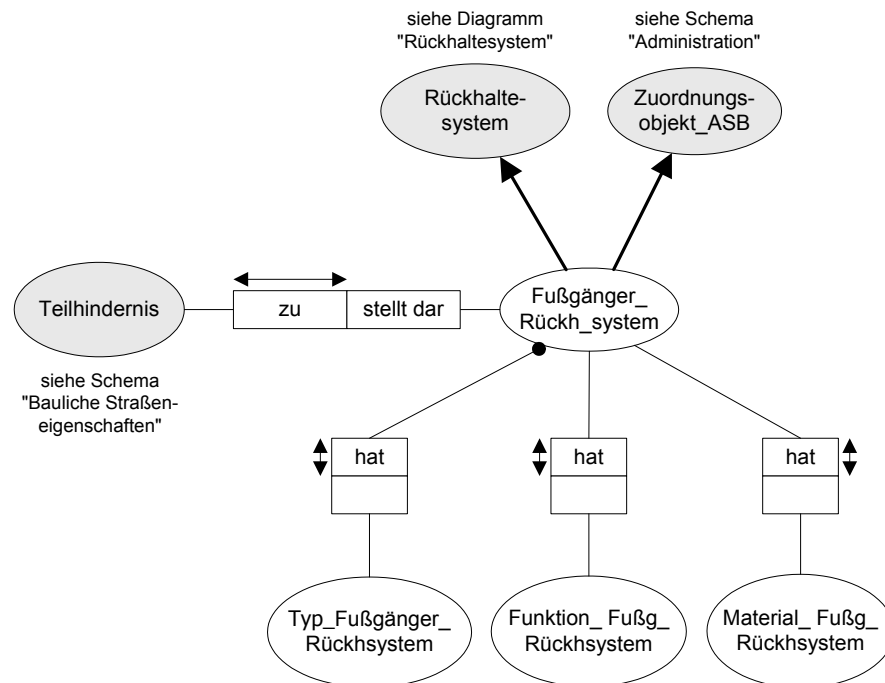 siehe Diagramm
"Rückhaltesystem"
siehe Schema
"Administration"
Rückhalte-
system
Zuordnungs-
objekt_ASB
Teilhindernis
zu
stellt dar
Fußgänger_
Rückh_system
siehe Schema
"Bauliche Straßen-
eigenschaften"
hat
hat
hat
Typ_Fußgänger_
Rückhsystem
Funktion_ Fußg_
Rückhsystem
Material_ Fußg_
Rückhsystem